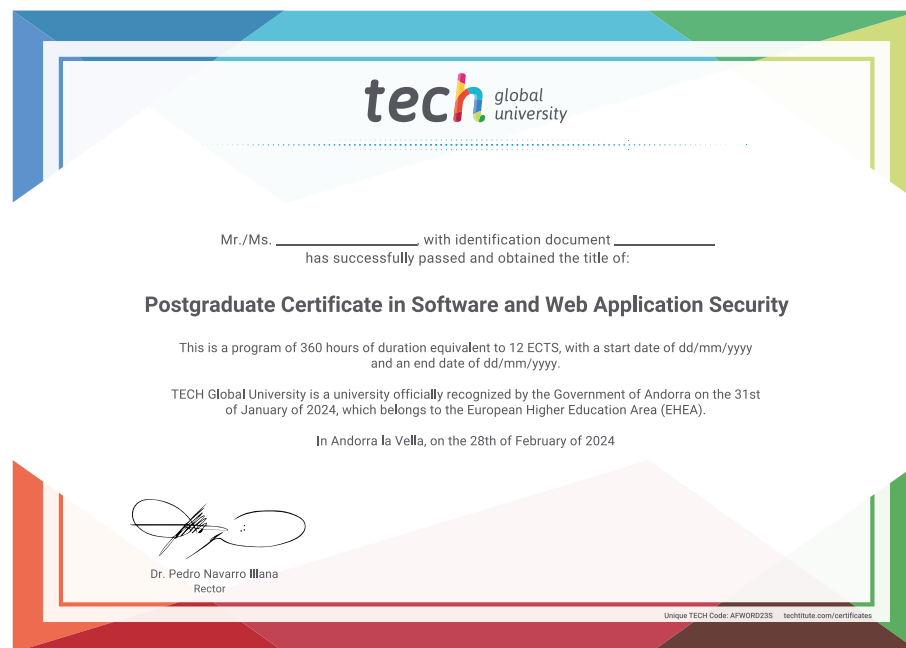 tech global university
Mr./Ms. ____________, with identification document ____________
has successfully passed and obtained the title of:
Postgraduate Certificate in Software and Web Application Security
This is a program of 360 hours of duration equivalent to 12 ECTS, with a start date of dd/mm/yyyy
and an end date of dd/mm/yyyy.
TECH Global University is a university officially recognized by the Government of Andorra on the 31st
of January of 2024, which belongs to the European Higher Education Area (EHEA).
In Andorra la Vella, on the 28th of February of 2024
Dr. Pedro Navarro Illana
Rector
Unique TECH Code: AFWORD23S techtitute.com/certificates